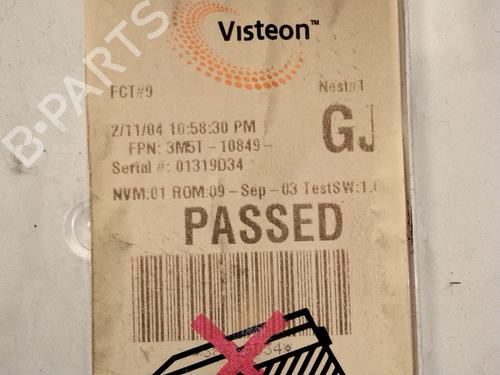 Visteon™
FCT#9 Nest#1
2/11/04 10:58:30 PM
FPN: 3M5T -10849- GJ
Serial #: 01319D34
NVM:01 ROM:09-Sep-03 TestSW:1.
PASSED
B-PARTS